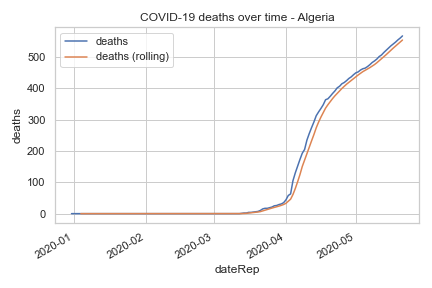 COVID-19 deaths over time - Algeria
deaths
deaths (rolling)
deaths
500
400
300
200
100
0
2020-01
2020-02
2020-03
2020-04
2020-05
dateRep